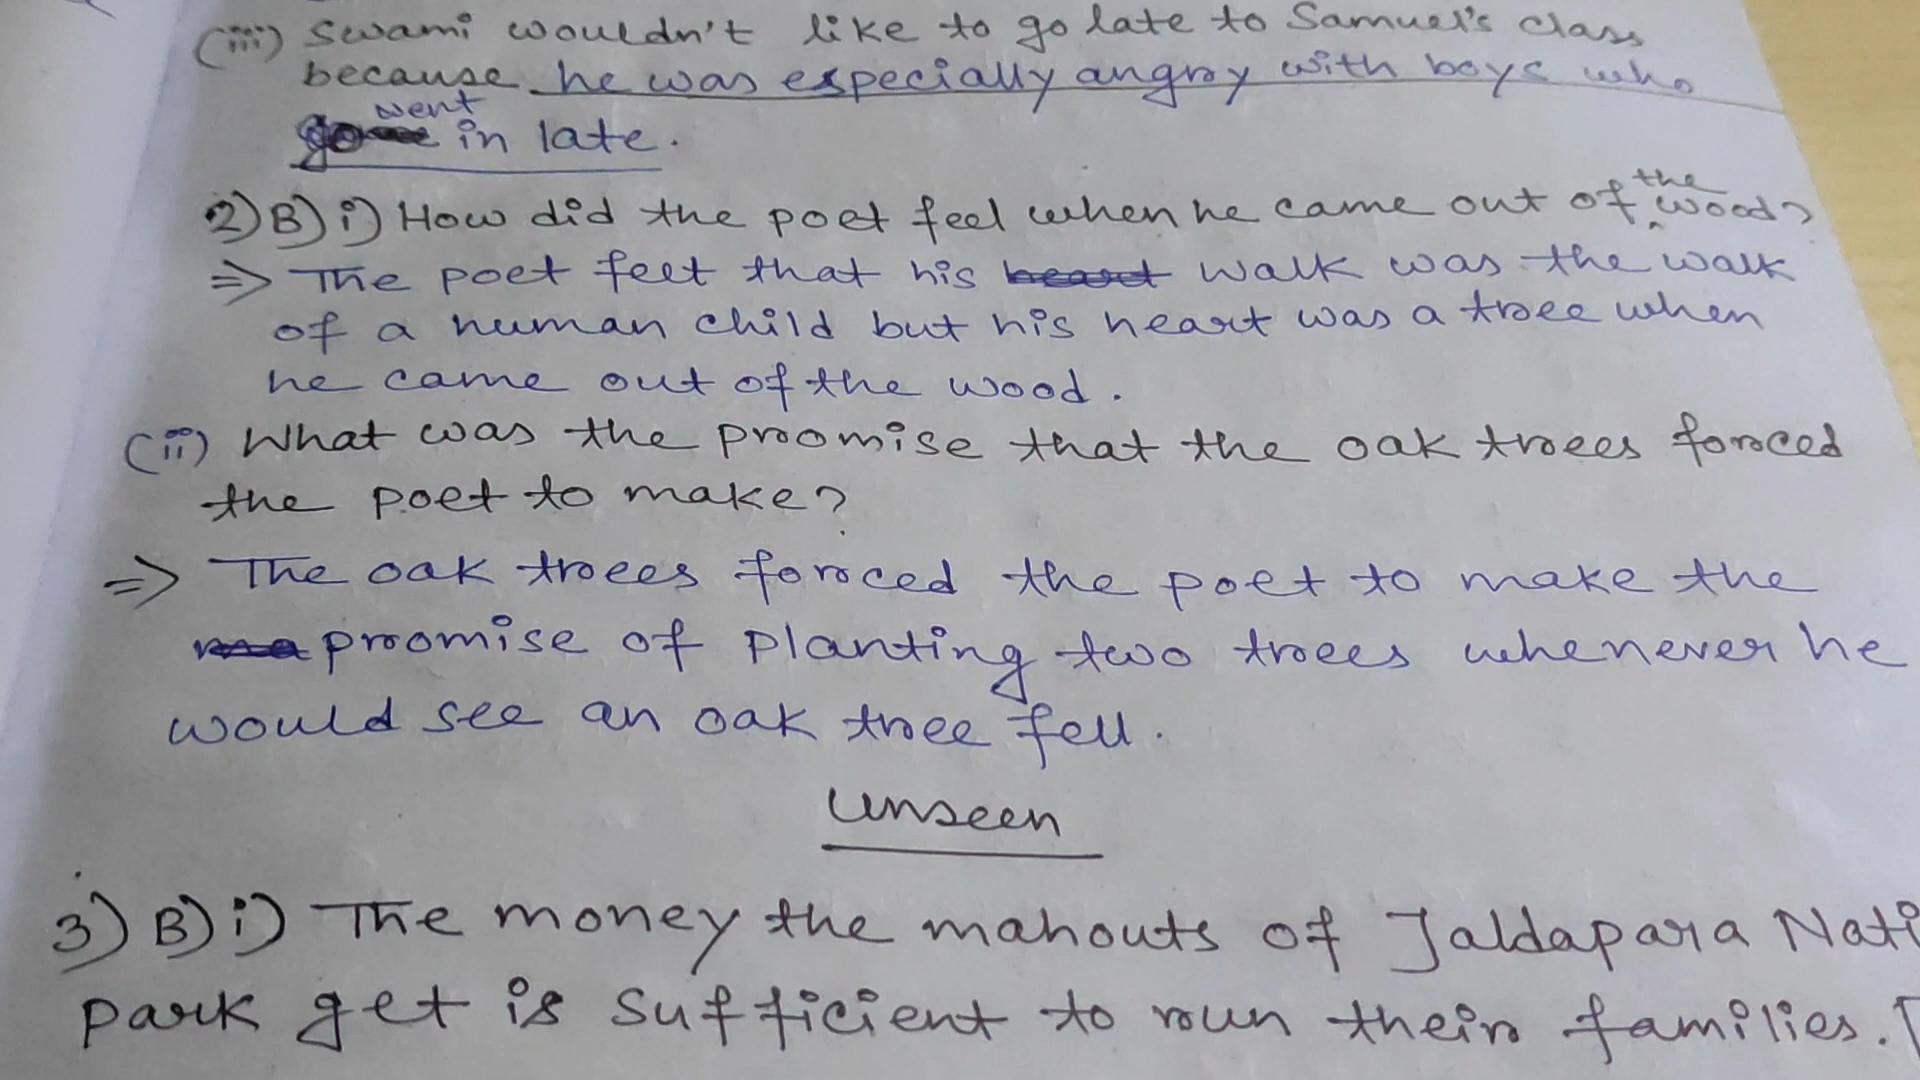 (iii) Swami wouldn't like to go late to Samuel's class
because he was especially angry with boys who
went
in late.
2) B) i) How did the poet feel when he came out of the wood?
=> The poet felt that his heart walk was the walk
of a human child but his heart was a tree when
he came out of the wood.
(ii) What was the promise that the oak trees forced
the poet to make?
=> The oak trees forced the poet to make the
promise of planting two trees whenever he
would see an oak tree fell.
Unseen
3) B) i) The money the mahouts of Jaldapara Nati
park get is sufficient to run their families. [